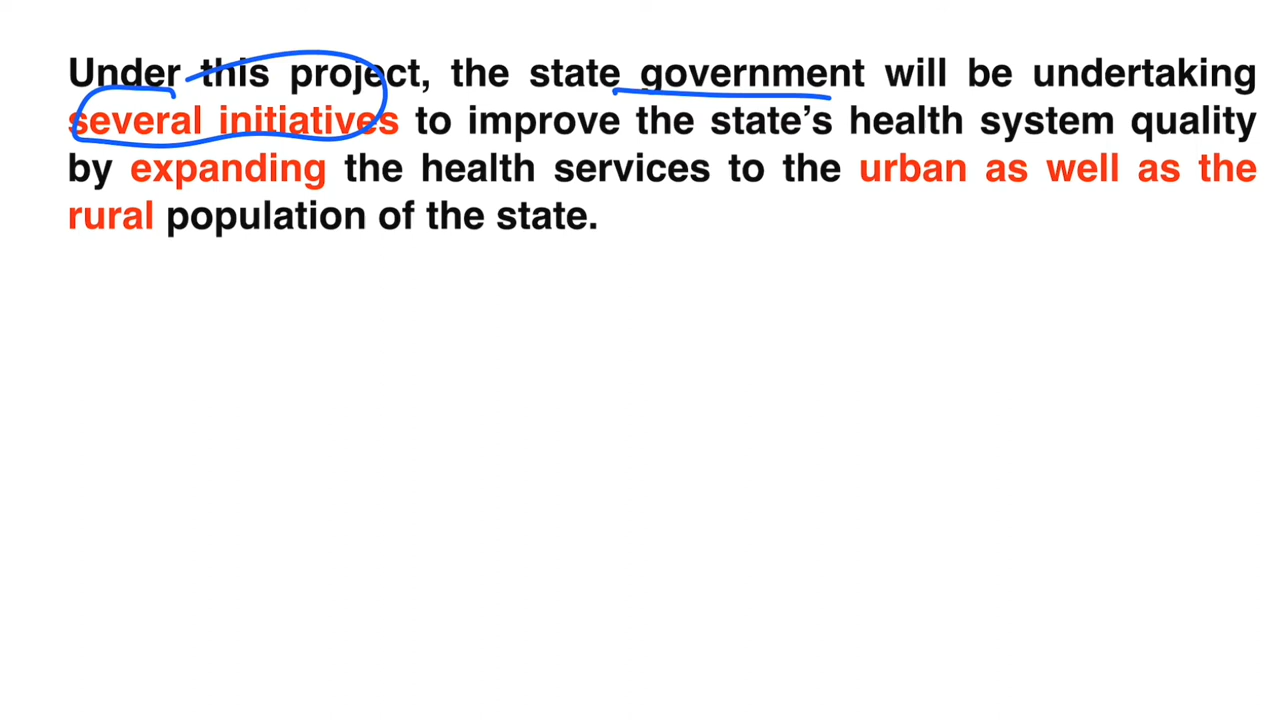 Under this project, the state government will be undertaking
several initiatives to improve the state’s health system quality
by expanding the health services to the urban as well as the
rural population of the state.